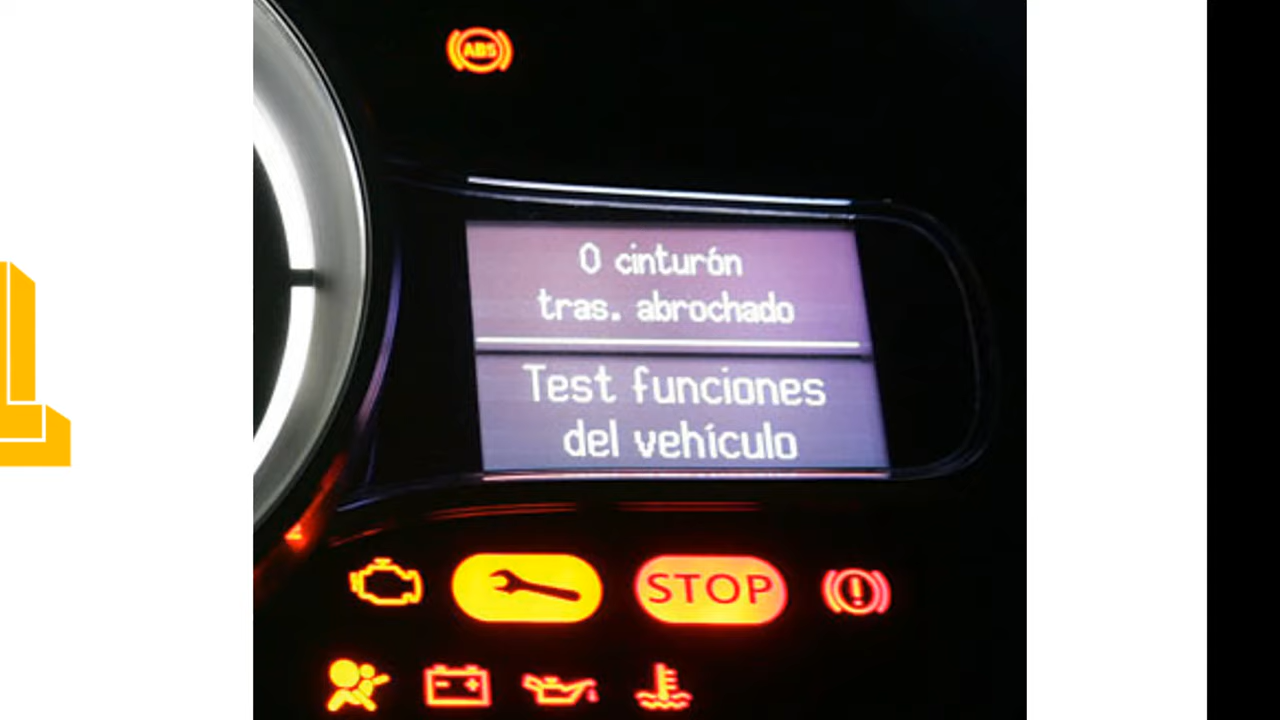 ABS
0 cinturón
tras. abrochado
Test funciones
del vehículo
STOP